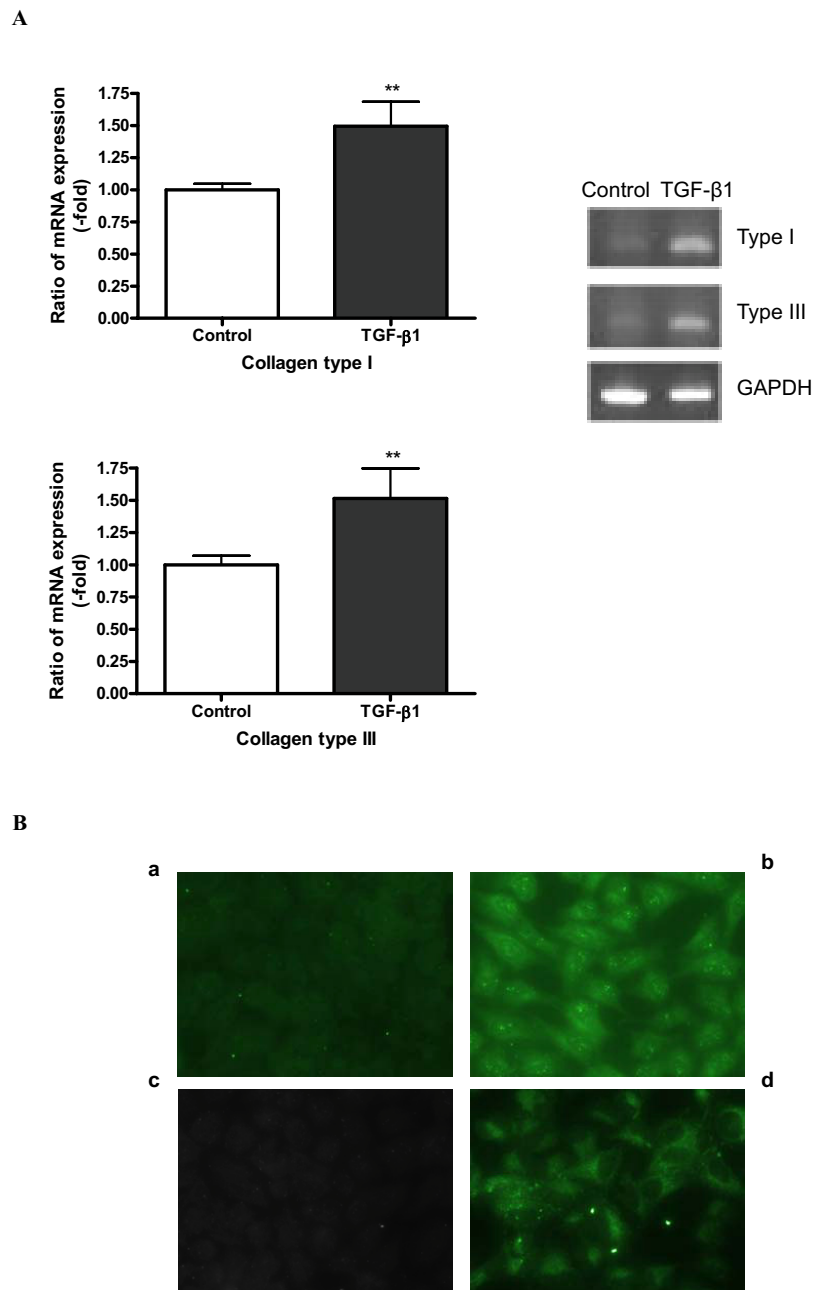 A
Ratio of mRNA expression
(-fold)
1.75
1.50
1.25
1.00
0.75
0.50
0.25
0.00
**
Control
TGF-β1
Collagen type I
Control TGF-β1
Type I
Type III
GAPDH
Ratio of mRNA expression
(-fold)
1.75
1.50
1.25
1.00
0.75
0.50
0.25
0.00
**
Control
TGF-β1
Collagen type III
B
a
b
c
d